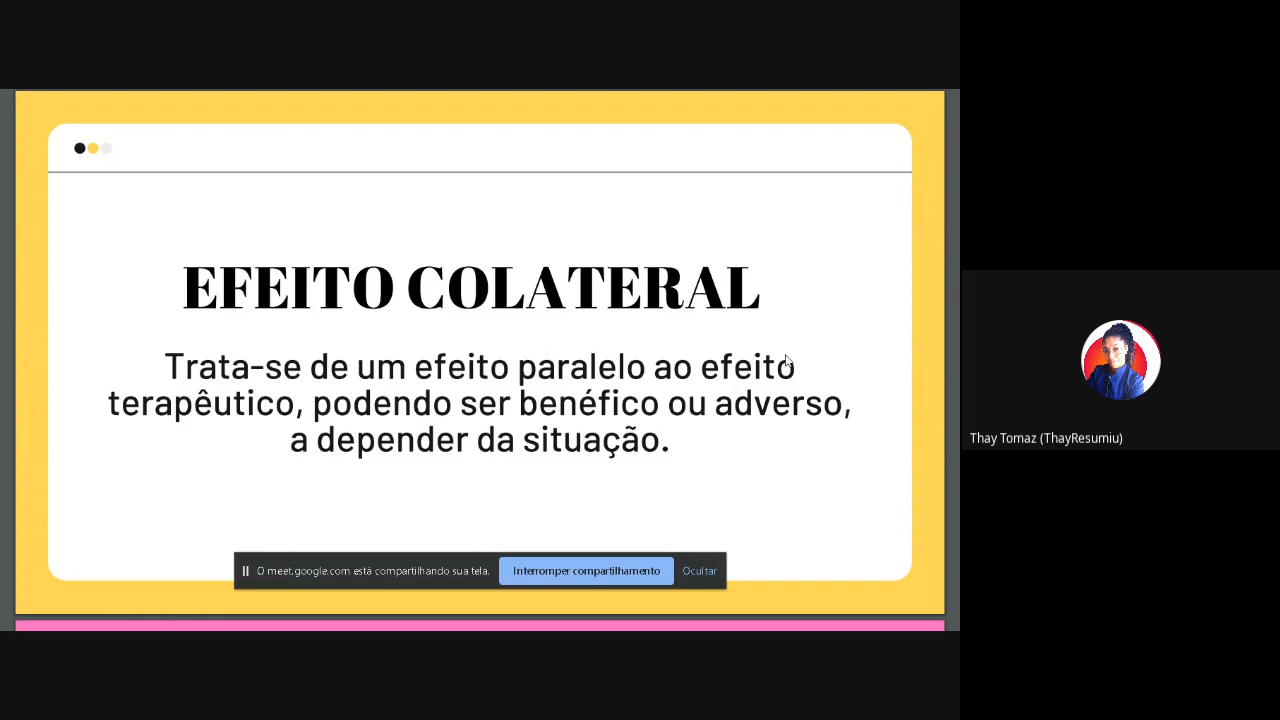 EFEITO COLATERAL
Trata-se de um efeito paralelo ao efeito
terapêutico, podendo ser benéfico ou adverso,
a depender da situação.
O meet.google.com está compartilhando sua tela.
Interromper compartilhamento
Ocultar
Thay Tomaz (ThayResumiu)